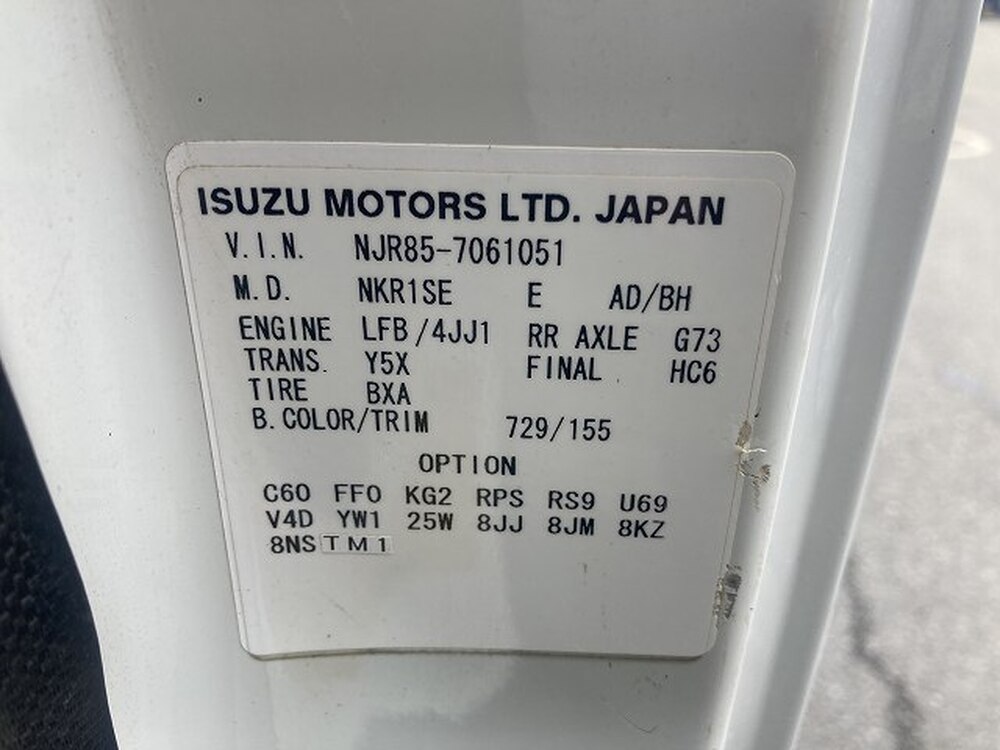 ISUZU MOTORS LTD. JAPAN
V.I.N. NJR85-7061051
M.D. NKR1SE E AD/BH
ENGINE LFB/4JJ1 RR AXLE G73
TRANS. Y5X FINAL HC6
TIRE BXA
B.COLOR/TRIM 729/155
OPTION
C60 FF0 KG2 RPS RS9 U69
V4D YW1 25W 8JJ 8JM 8KZ
8NS TM1